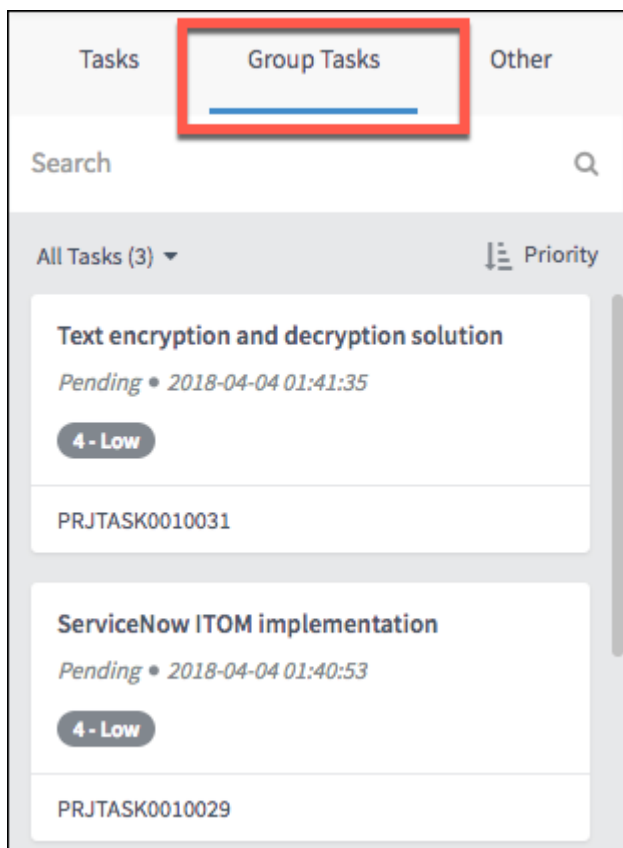 Tasks Group Tasks Other
Search
All Tasks (3) Priority
Text encryption and decryption solution
Pending • 2018-04-04 01:41:35
4 - Low
PRJTASK0010031
ServiceNow ITOM implementation
Pending • 2018-04-04 01:40:53
4 - Low
PRJTASK0010029